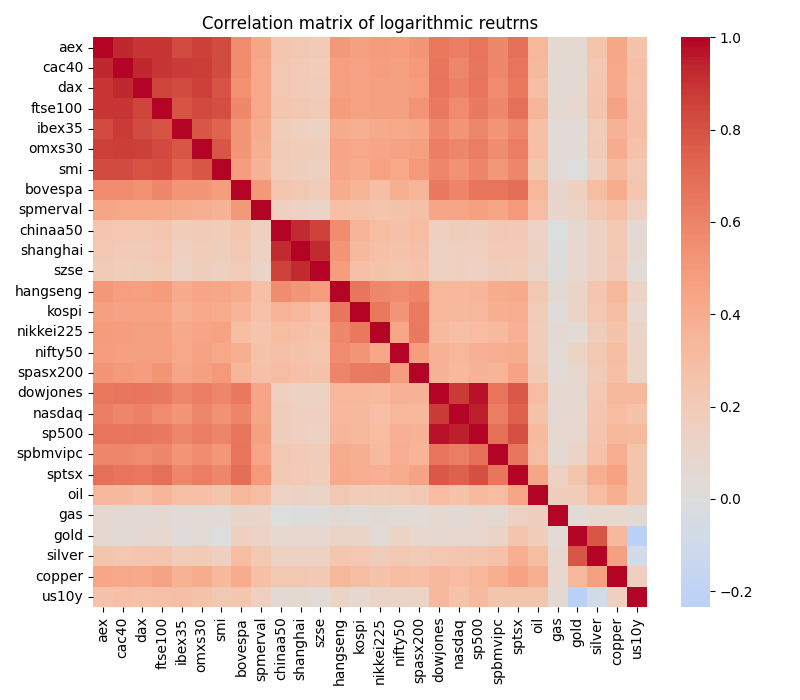 Correlation matrix of logarithmic reutrns
aex
cac40
dax
ftse100
ibex35
omxs30
smi
bovespa
spmerval
chinaa50
shanghai
szse
hangseng
kospi
nikkei225
nifty50
spasx200
dowjones
nasdaq
sp500
spbmvipc
sptsx
oil
gas
gold
silver
copper
us10y
aex
cac40
dax
ftse100
ibex35
omxs30
smi
bovespa
spmerval
chinaa50
shanghai
szse
hangseng
kospi
nikkei225
nifty50
spasx200
dowjones
nasdaq
sp500
spbmvipc
sptsx
oil
gas
gold
silver
copper
us10y
1.0
0.8
0.6
0.4
0.2
0.0
−0.2